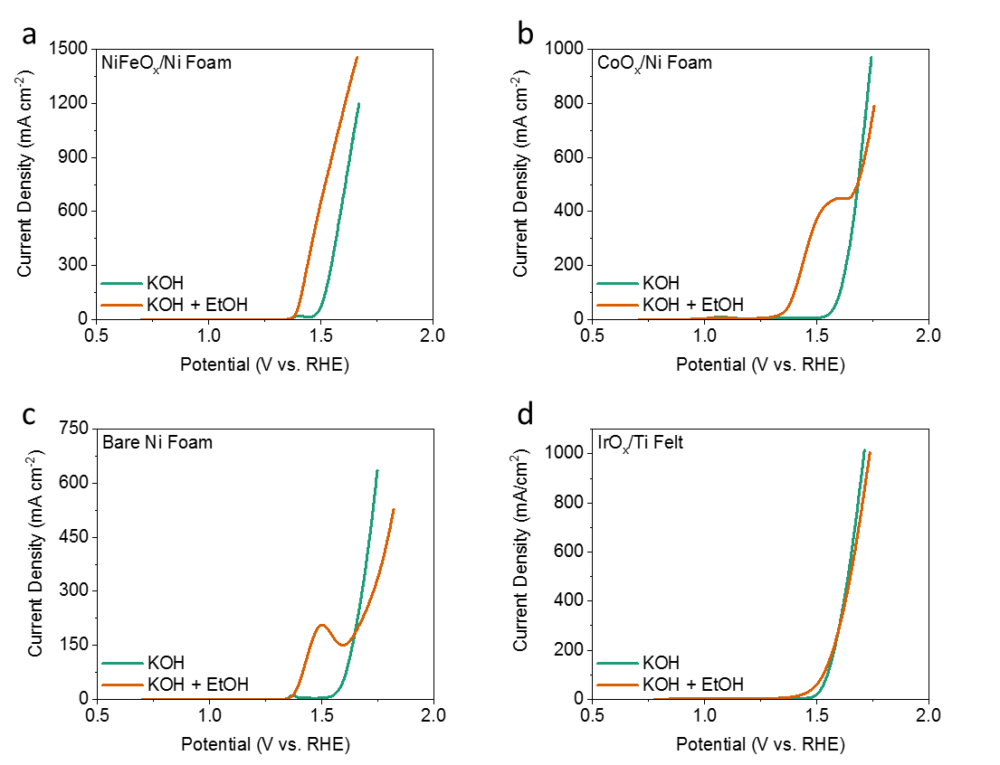 a
NiFeOx/Ni Foam
Current Density (mA cm-2)
1500
1200
900
600
300
0
KOH
KOH + EtOH
0.5 1.0 1.5 2.0
Potential (V vs. RHE)
b
CoOx/Ni Foam
Current Density (mA cm-2)
1000
800
600
400
200
0
KOH
KOH + EtOH
0.5 1.0 1.5 2.0
Potential (V vs. RHE)
c
Bare Ni Foam
Current Density (mA cm-2)
750
600
450
300
150
0
KOH
KOH + EtOH
0.5 1.0 1.5 2.0
Potential (V vs. RHE)
d
IrOx/Ti Felt
Current Density (mA/cm2)
1000
800
600
400
200
0
KOH
KOH + EtOH
0.5 1.0 1.5 2.0
Potential (V vs. RHE)